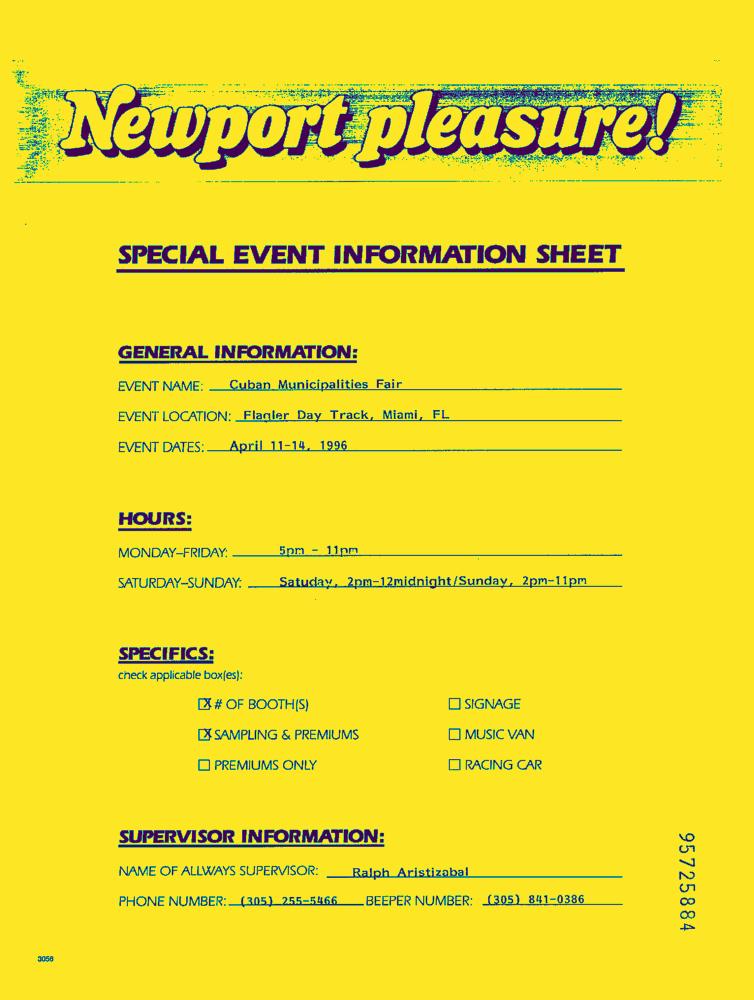 Newport pleasure!
SPECIAL EVENT INFORMATION SHEET
GENERAL INFORMATION:
EVENT NAME: Cuban Municipalities Fair
EVENT LOCATION: Flagler Day Track, Miami, FL
EVENT DATES: April 11-14, 1996
HOURS:
MONDAY-FRIDAY: 5pm - 11pm
SATURDAY-SUNDAY: Satuday, 2pm-12midnight/Sunday, 2pm-11pm
SPECIFICS:
check applicable box(es):
X # OF BOOTH(S)
SIGNAGE
X SAMPLING & PREMIUMS
MUSIC VAN
PREMIUMS ONLY
RACING CAR
SUPERVISOR INFORMATION:
NAME OF ALLWAYS SUPERVISOR: Ralph Aristizabal
PHONE NUMBER: (305) 255-5466 BEEPER NUMBER: (305) 841-0386
95725884
3056